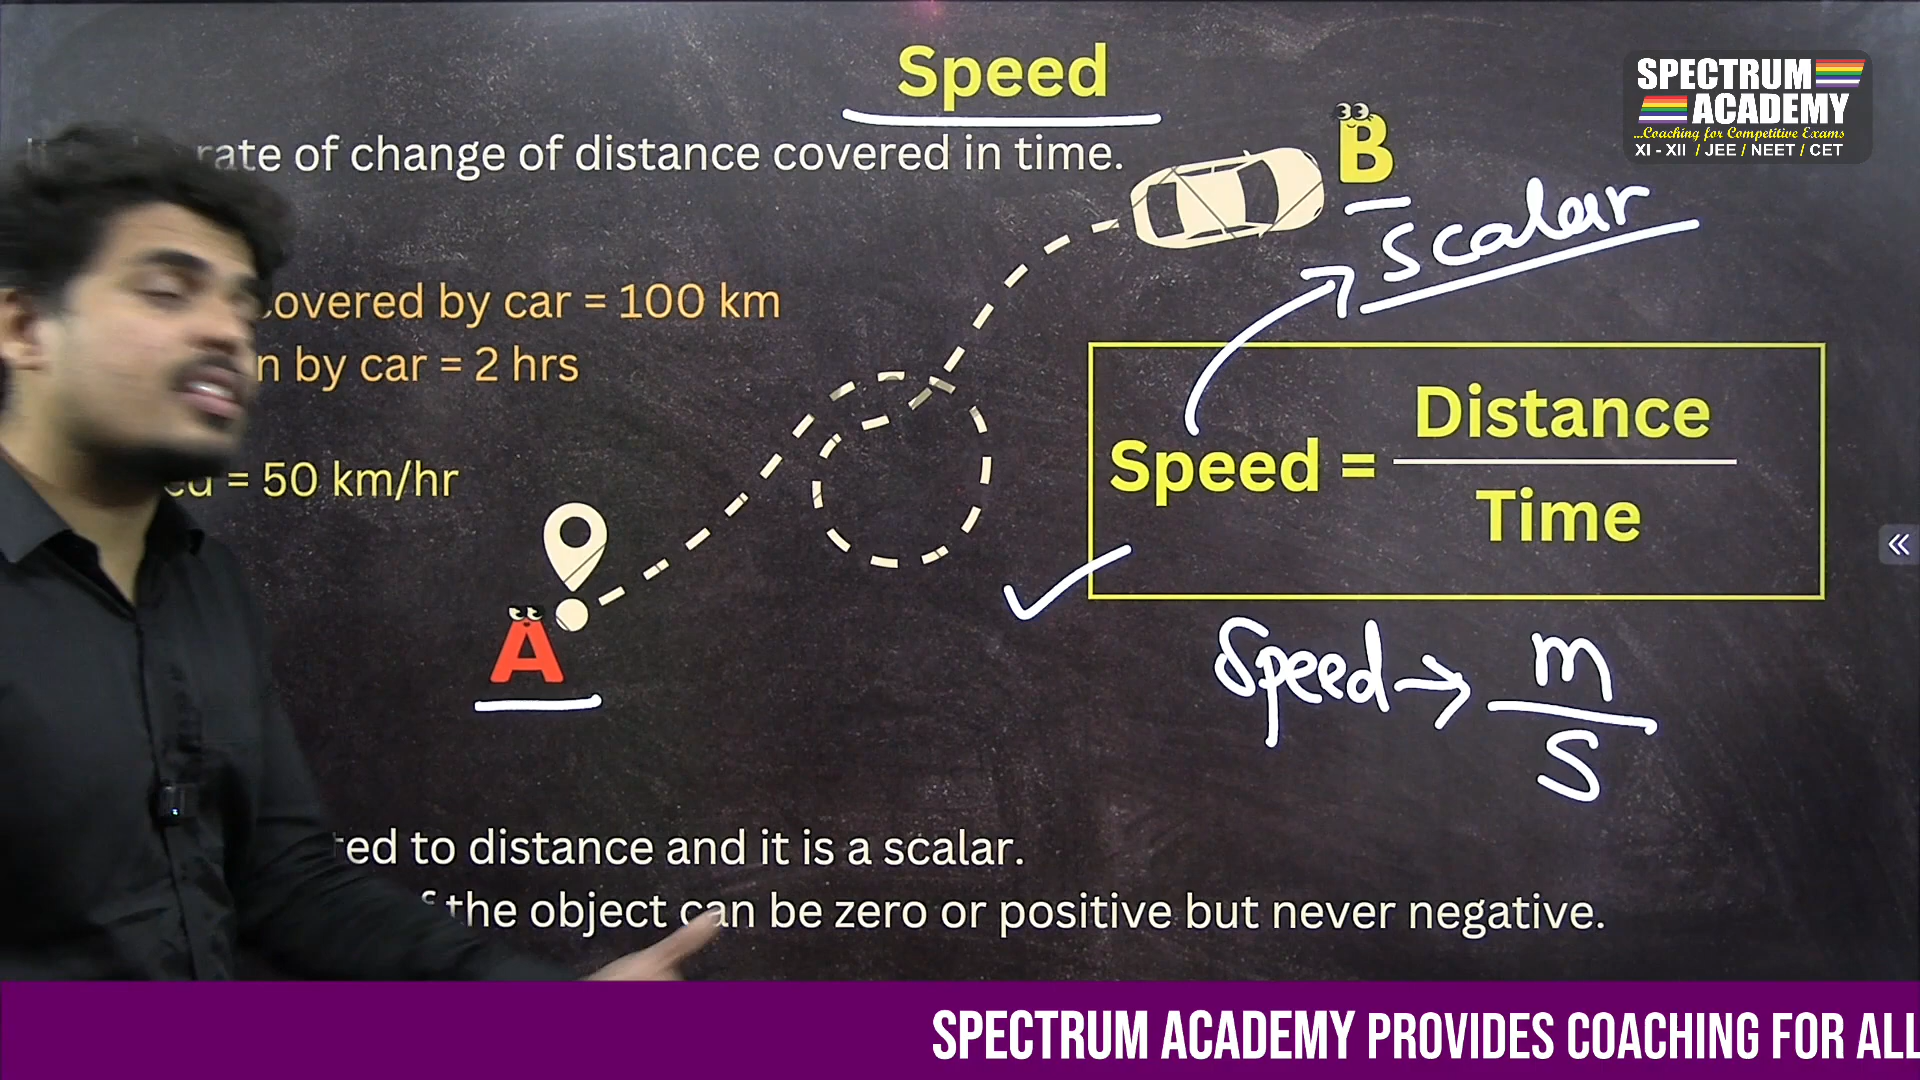 Speed
rate of change of distance covered in time.
B
SPECTRUM
ACADEMY
...Coaching for Competitive Exams
XI - XII / JEE / NEET / CET
Scalar
covered by car = 100 km
by car = 2 hrs
= 50 km/hr
Speed = Distance
Time
A
Speed → m
s
to distance and it is a scalar.
the object can be zero or positive but never negative.
SPECTRUM ACADEMY PROVIDES COACHING FOR ALL